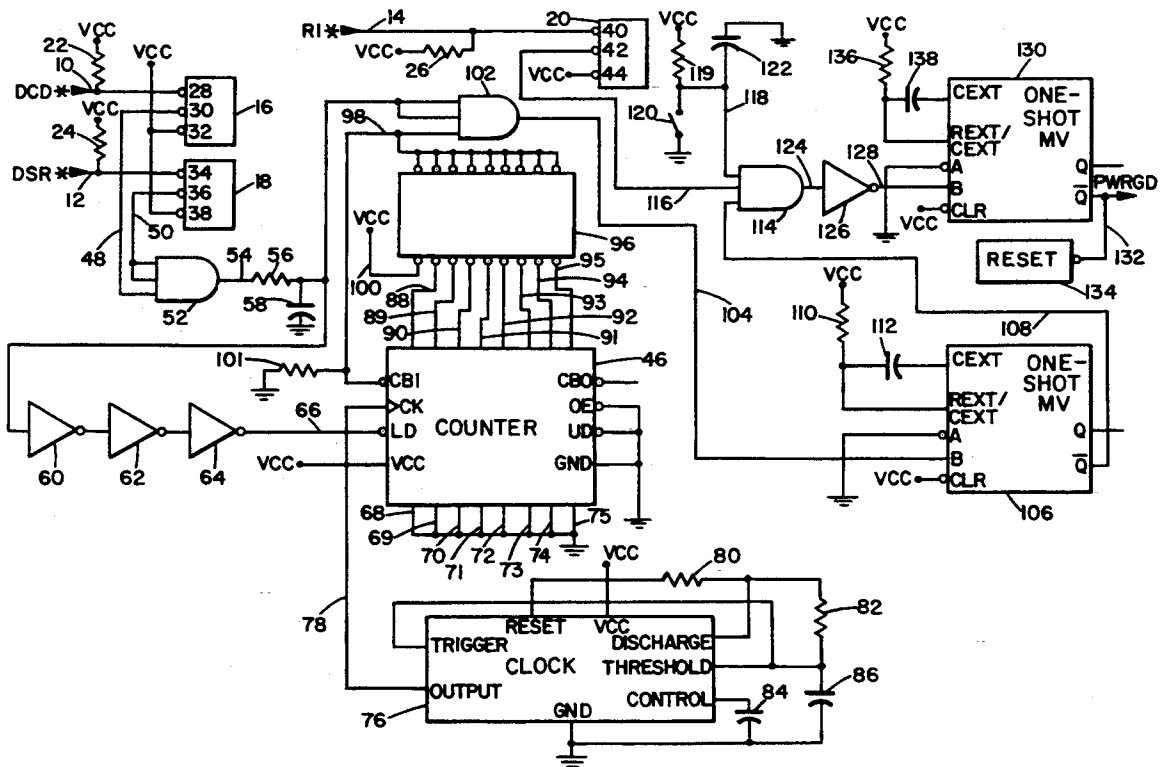 VCC
22
10
DCD*
VCC
24
DSR*
12
VCC
28
30
32
16
34
36
38
18
48
50
52
54
56
58
RI*
14
VCC
26
20
40
42
VCC
44
98
102
VCC
119
120
122
118
116
114
124
126
128
VCC
136
138
130
CEXT
ONE-
SHOT
MV
REXT/
CEXT
A
B
VCC
CLR
Q
Q̅
PWRGD
RESET
132
134
VCC
100
96
95
94
93
92
91
88
89
90
104
108
VCC
110
112
CEXT
ONE-
SHOT
MV
REXT/
CEXT
A
B
VCC
CLR
Q
Q̅
106
101
46
CBI
CBO
CK
OE
COUNTER
LD
UD
VCC
VCC
GND
60
62
64
66
68
69
70
71
72
73
74
75
78
VCC
80
82
RESET
VCC
TRIGGER
DISCHARGE
CLOCK
THRESHOLD
OUTPUT
CONTROL
GND
76
84
86